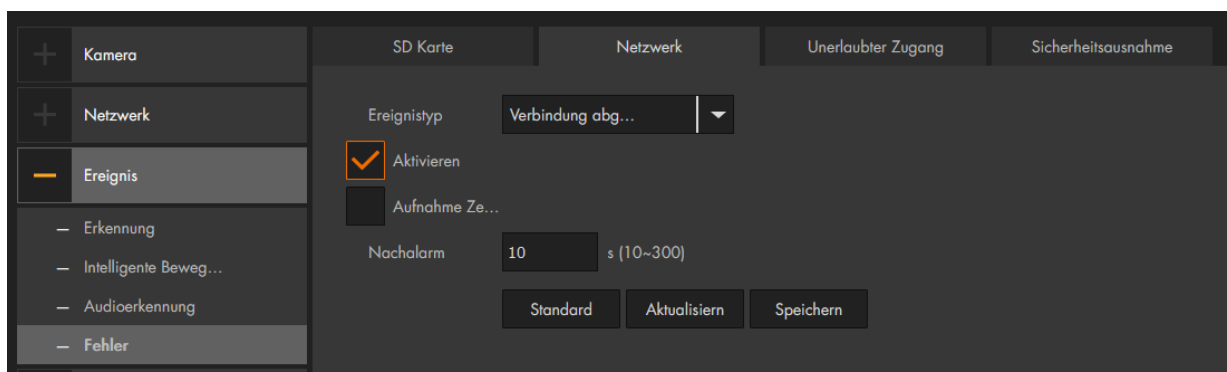 Kamera
Netzwerk
Ereignis
Erkennung
Intelligente Beweg...
Audioerkennung
Fehler
SD Karte Netzwerk Unerlaubter Zugang Sicherheitsausnahme
Ereignistyp Verbindung abg...
Aktivieren
Aufnahme Ze...
Nachalarm 10 s (10~300)
Standard Aktualisiern Speichern